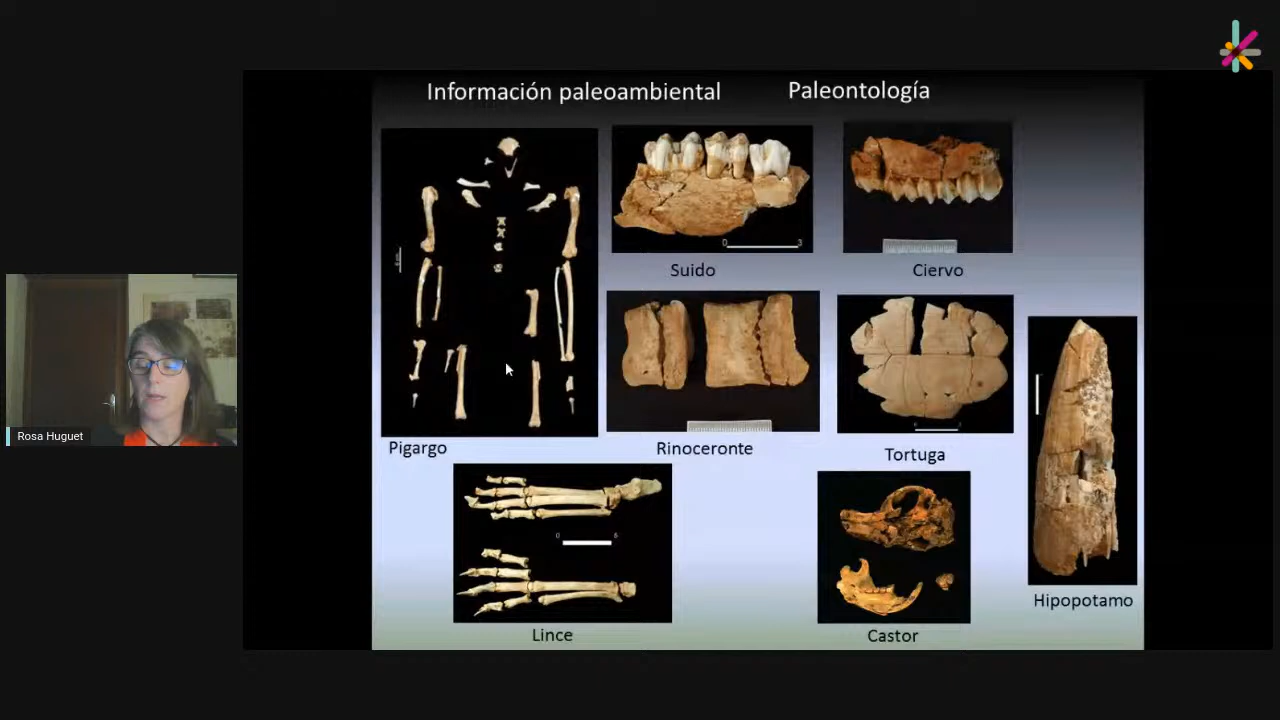 Información paleoambiental
Paleontología
Suido
Ciervo
Pigargo
Rinoceronte
Tortuga
Hipopotamo
Lince
Castor
Rosa Huguet